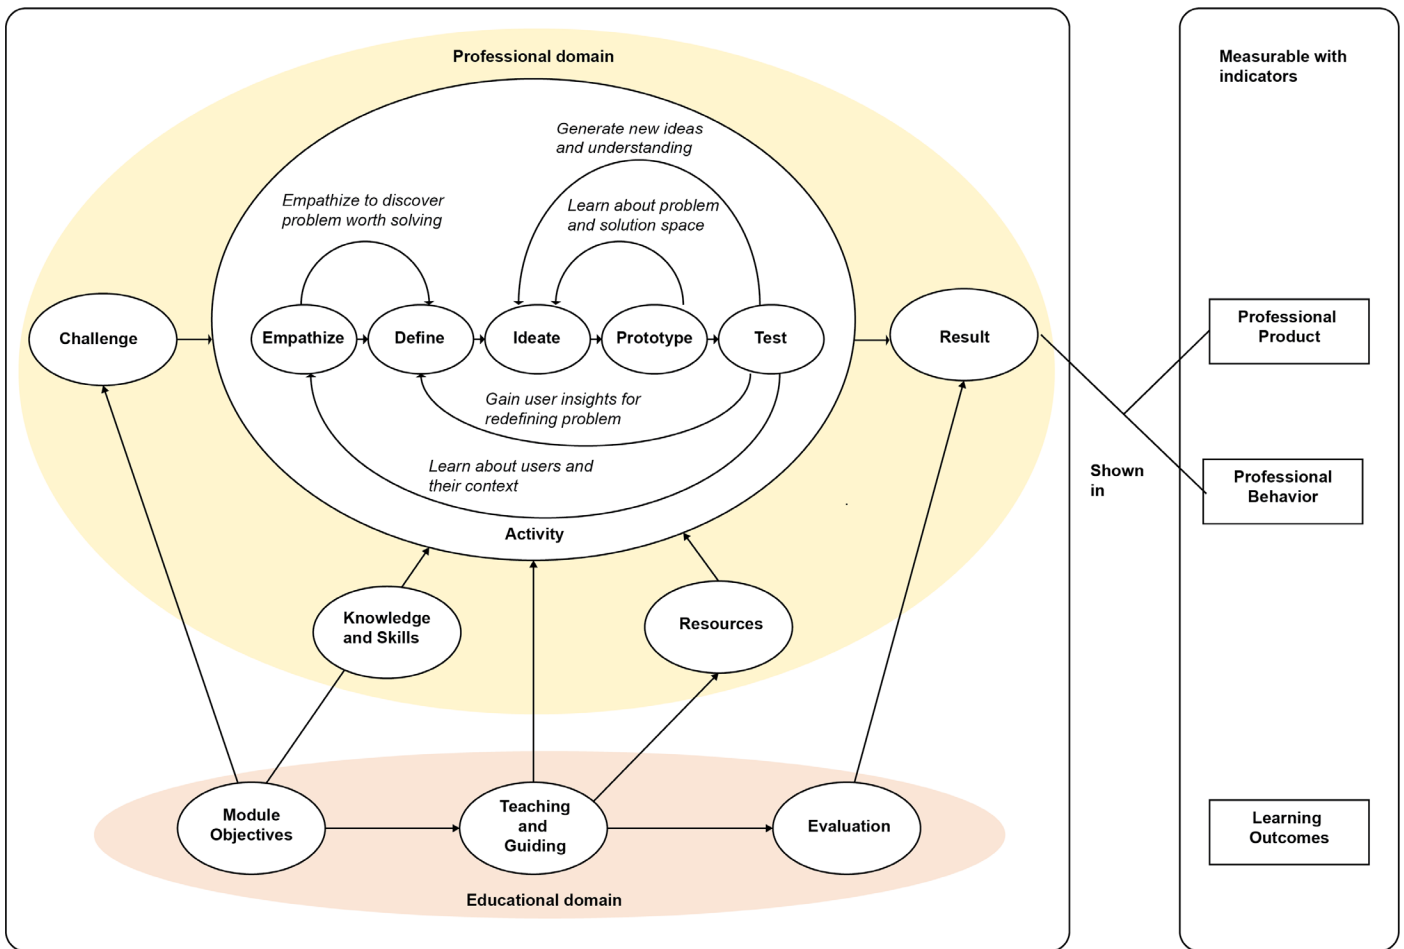 Professional domain
Measurable with
indicators
Generate new ideas
and understanding
Empathize to discover
problem worth solving
Learn about problem
and solution space
Challenge
Empathize
Define
Ideate
Prototype
Test
Result
Professional
Product
Gain user insights for
redefining problem
Learn about users and
their context
Shown
in
Professional
Behavior
Activity
Knowledge
and Skills
Resources
Module
Objectives
Teaching
and
Guiding
Evaluation
Learning
Outcomes
Educational domain